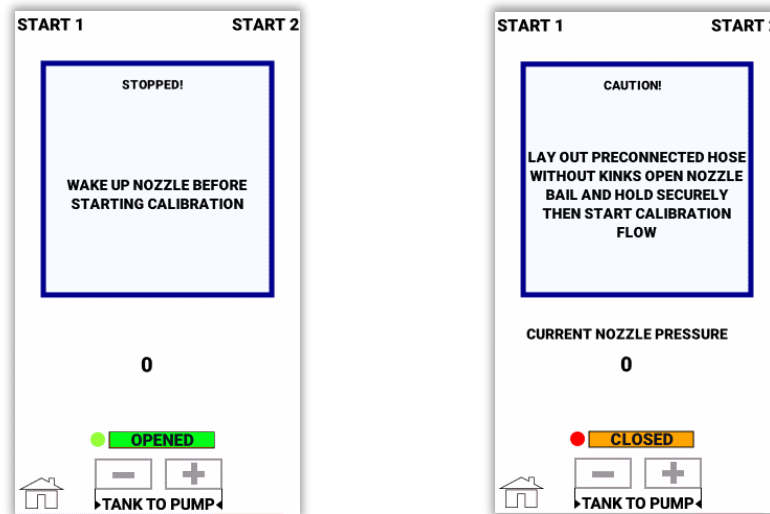 START 1
START 2
STOPPED!
WAKE UP NOZZLE BEFORE
STARTING CALIBRATION
0
OPENED
TANK TO PUMP
START 1
START 2
CAUTION!
LAY OUT PRECONNECTED HOSE
WITHOUT KINKS OPEN NOZZLE
BAIL AND HOLD SECURELY
THEN START CALIBRATION
FLOW
CURRENT NOZZLE PRESSURE
0
CLOSED
TANK TO PUMP